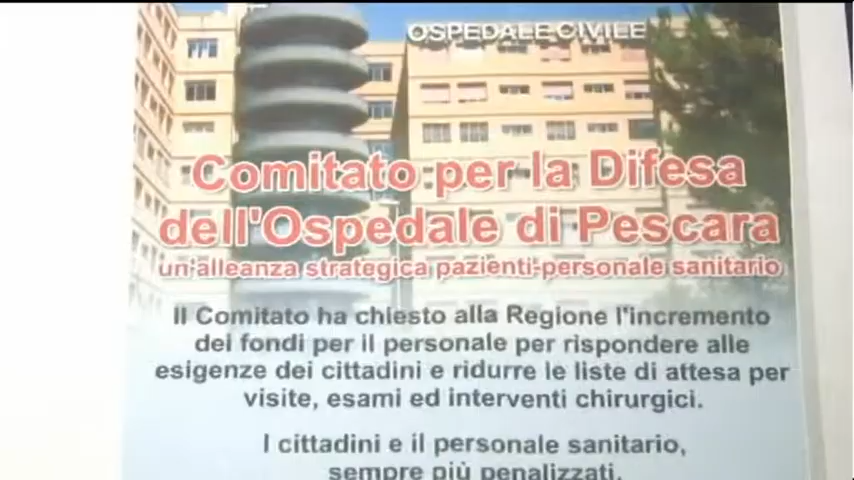 OSPEDALE CIVILE
Comitato per la Difesa
dell'Ospedale di Pescara
un'alleanza strategica pazienti-personale sanitario
Il Comitato ha chiesto alla Regione l'incremento
dei fondi per il personale per rispondere alle
esigenze dei cittadini e ridurre le liste di attesa per
visite, esami ed interventi chirurgici.
I cittadini e il personale sanitario,
sempre più penalizzati,